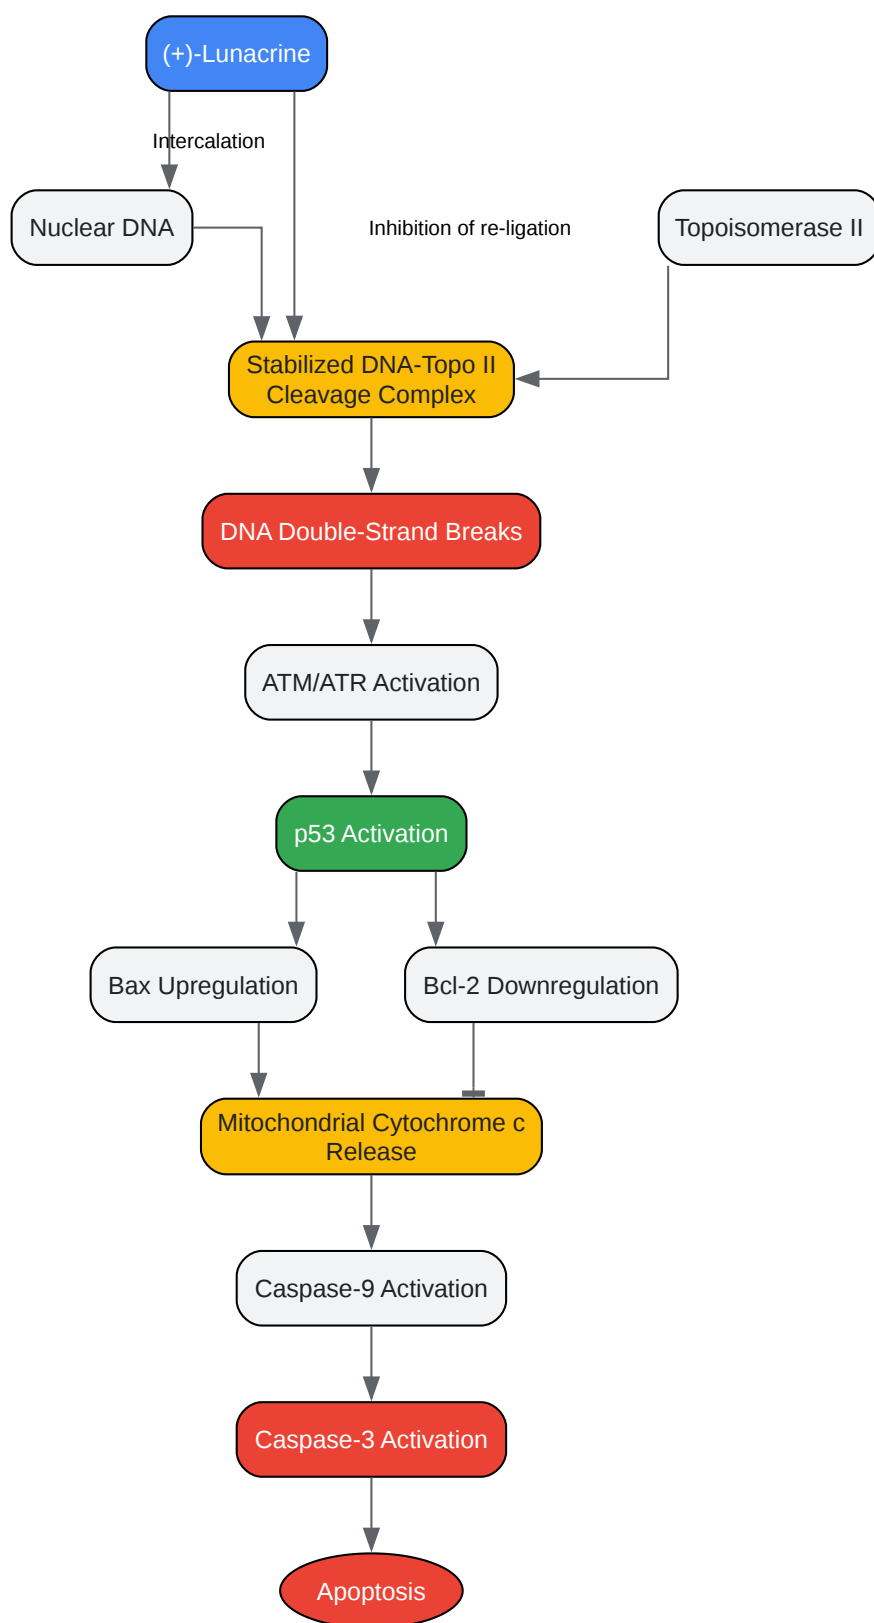 (+)-Lunacrine
Intercalation
Nuclear DNA
Inhibition of re-ligation
Topoisomerase II
Stabilized DNA-Topo II
Cleavage Complex
DNA Double-Strand Breaks
ATM/ATR Activation
p53 Activation
Bax Upregulation
Bcl-2 Downregulation
Mitochondrial Cytochrome c
Release
Caspase-9 Activation
Caspase-3 Activation
Apoptosis